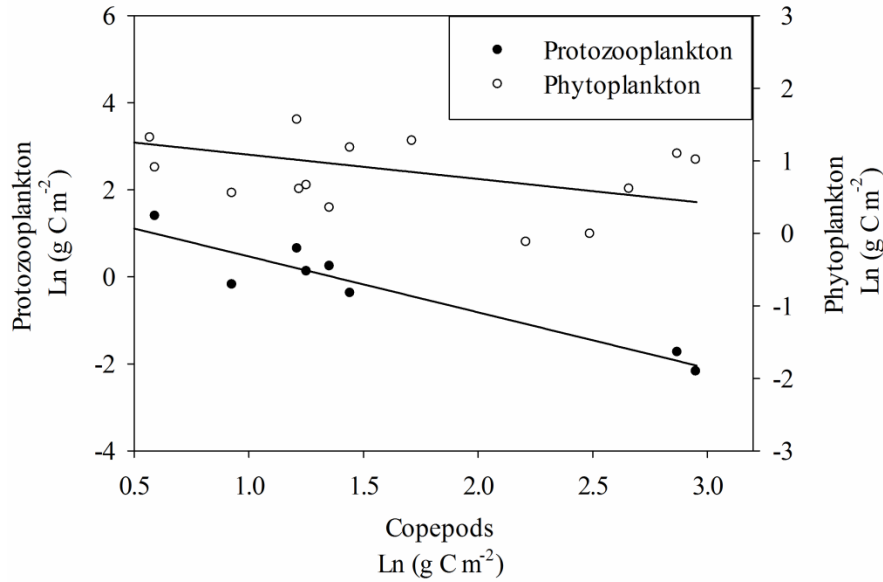 6
4
2
0
-2
-4
Protozooplankton
Ln (g C m⁻²)
Protozooplankton
Phytoplankton
3
2
1
0
-1
-2
-3
Phytoplankton
Ln (g C m⁻²)
0.5 1.0 1.5 2.0 2.5 3.0
Copepods
Ln (g C m⁻²)